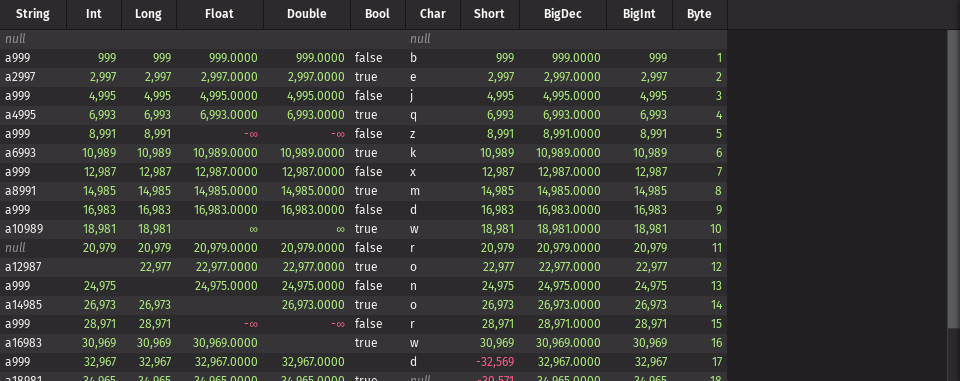 String Int Long Float Double Bool Char Short BigDec BigInt Byte
null null
a999 999 999 999.0000 999.0000 false b 999 999.0000 999 1
a2997 2,997 2,997 2,997.0000 2,997.0000 true e 2,997 2,997.0000 2,997 2
a999 4,995 4,995 4,995.0000 4,995.0000 false j 4,995 4,995.0000 4,995 3
a4995 6,993 6,993 6,993.0000 6,993.0000 true q 6,993 6,993.0000 6,993 4
a999 8,991 8,991 -∞ -∞ false z 8,991 8,991.0000 8,991 5
a6993 10,989 10,989 10,989.0000 10,989.0000 true k 10,989 10,989.0000 10,989 6
a999 12,987 12,987 12,987.0000 12,987.0000 false x 12,987 12,987.0000 12,987 7
a8991 14,985 14,985 14,985.0000 14,985.0000 true m 14,985 14,985.0000 14,985 8
a999 16,983 16,983 16,983.0000 16,983.0000 false d 16,983 16,983.0000 16,983 9
a10989 18,981 18,981 ∞ ∞ true w 18,981 18,981.0000 18,981 10
null 20,979 20,979 20,979.0000 20,979.0000 false r 20,979 20,979.0000 20,979 11
a12987 22,977 22,977.0000 22,977.0000 true o 22,977 22,977.0000 22,977 12
a999 24,975 24,975.0000 24,975.0000 false n 24,975 24,975.0000 24,975 13
a14985 26,973 26,973 26,973.0000 true o 26,973 26,973.0000 26,973 14
a999 28,971 28,971 -∞ -∞ false r 28,971 28,971.0000 28,971 15
a16983 30,969 30,969 30,969.0000 true w 30,969 30,969.0000 30,969 16
a999 32,967 32,967 32,967.0000 32,967.0000 d -32,569 32,967.0000 32,967 17
a18981 34,965 34,965 34,965.0000 34,965.0000 true null -30,571 34,965.0000 34,965 18